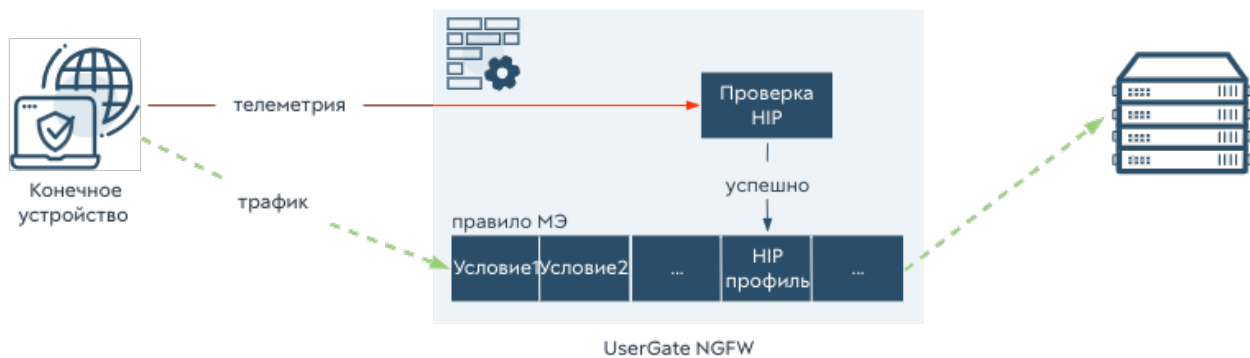 телеметрия
Проверка
HIP
Конечное
устройство
трафик
успешно
правило МЭ
Условие1
Условие2
...
HIP
профиль
...
UserGate NGFW